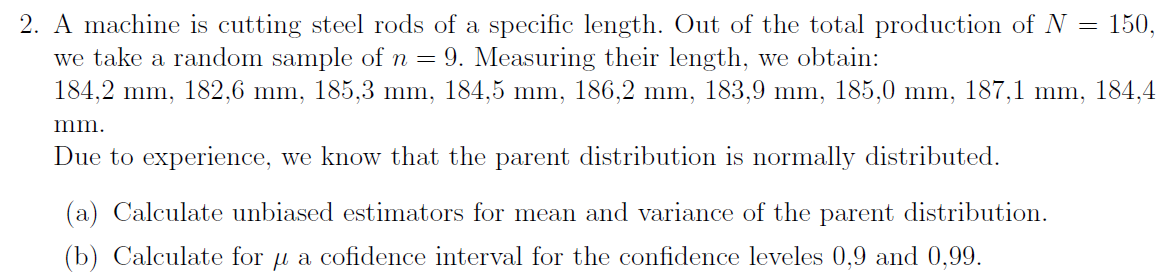 2. A machine is cutting steel rods of a specific length. Out of the total production of N = 150,
we take a random sample of n = 9. Measuring their length, we obtain:
184,2 mm, 182,6 mm, 185,3 mm, 184,5 mm, 186,2 mm, 183,9 mm, 185,0 mm, 187,1 mm, 184,4
mm.
Due to experience, we know that the parent distribution is normally distributed.
(a) Calculate unbiased estimators for mean and variance of the parent distribution.
(b) Calculate for μ a cofidence interval for the confidence leveles 0,9 and 0,99.